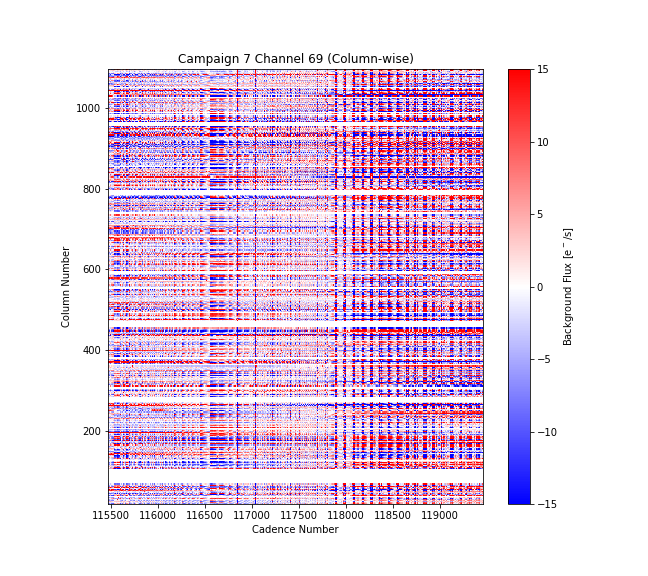 Campaign 7 Channel 69 (Column-wise)
Column Number
1000
800
600
400
200
115500 116000 116500 117000 117500 118000 118500 119000
Cadence Number
15
10
5
0
−5
−10
−15
Background Flux [e⁻/s]